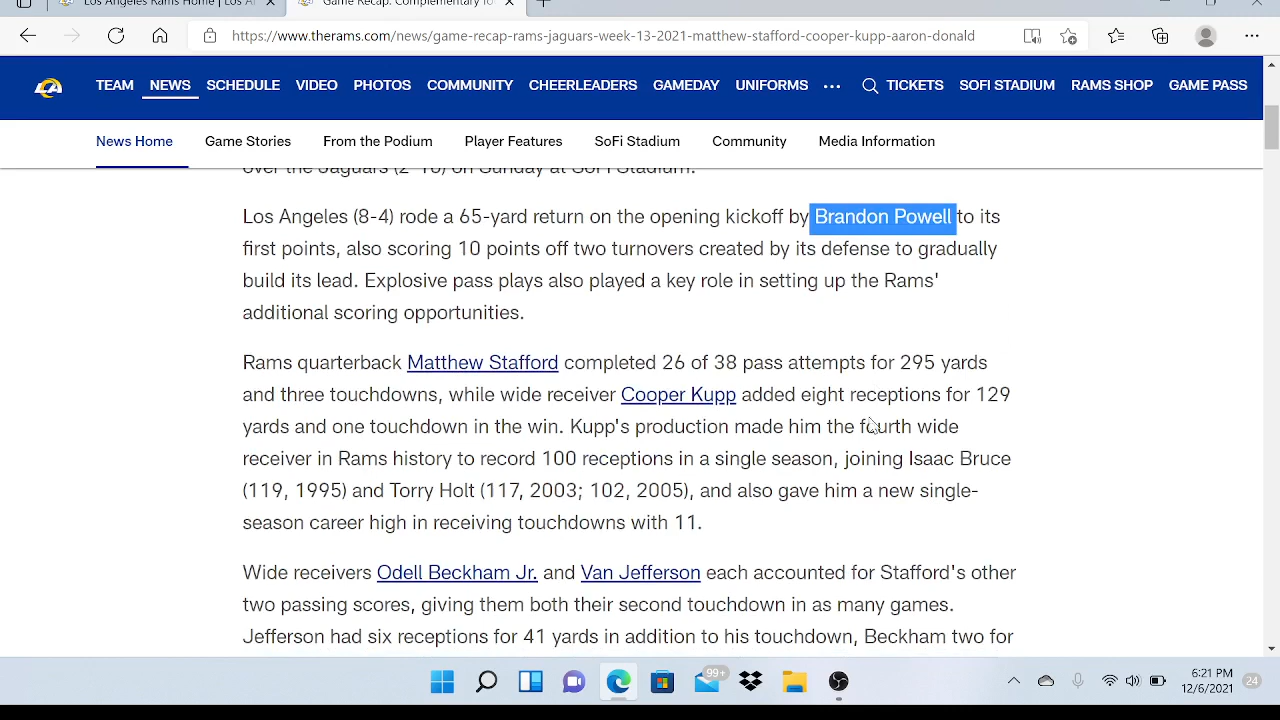 Los Angeles Rams Home | Los A
Game Recap: Complementary fo
https://www.therams.com/news/game-recap-rams-jaguars-week-13-2021-matthew-stafford-cooper-kupp-aaron-donald
TEAM NEWS SCHEDULE VIDEO PHOTOS COMMUNITY CHEERLEADERS GAMEDAY UNIFORMS ... TICKETS SOFI STADIUM RAMS SHOP GAME PASS
News Home Game Stories From the Podium Player Features SoFi Stadium Community Media Information
over the Jaguars (2-10) on Sunday at SoFi Stadium.
Los Angeles (8-4) rode a 65-yard return on the opening kickoff by Brandon Powell to its
first points, also scoring 10 points off two turnovers created by its defense to gradually
build its lead. Explosive pass plays also played a key role in setting up the Rams'
additional scoring opportunities.
Rams quarterback Matthew Stafford completed 26 of 38 pass attempts for 295 yards
and three touchdowns, while wide receiver Cooper Kupp added eight receptions for 129
yards and one touchdown in the win. Kupp's production made him the fourth wide
receiver in Rams history to record 100 receptions in a single season, joining Isaac Bruce
(119, 1995) and Torry Holt (117, 2003; 102, 2005), and also gave him a new single-
season career high in receiving touchdowns with 11.
Wide receivers Odell Beckham Jr. and Van Jefferson each accounted for Stafford's other
two passing scores, giving them both their second touchdown in as many games.
Jefferson had six receptions for 41 yards in addition to his touchdown, Beckham two for
99+
6:21 PM
12/6/2021
24